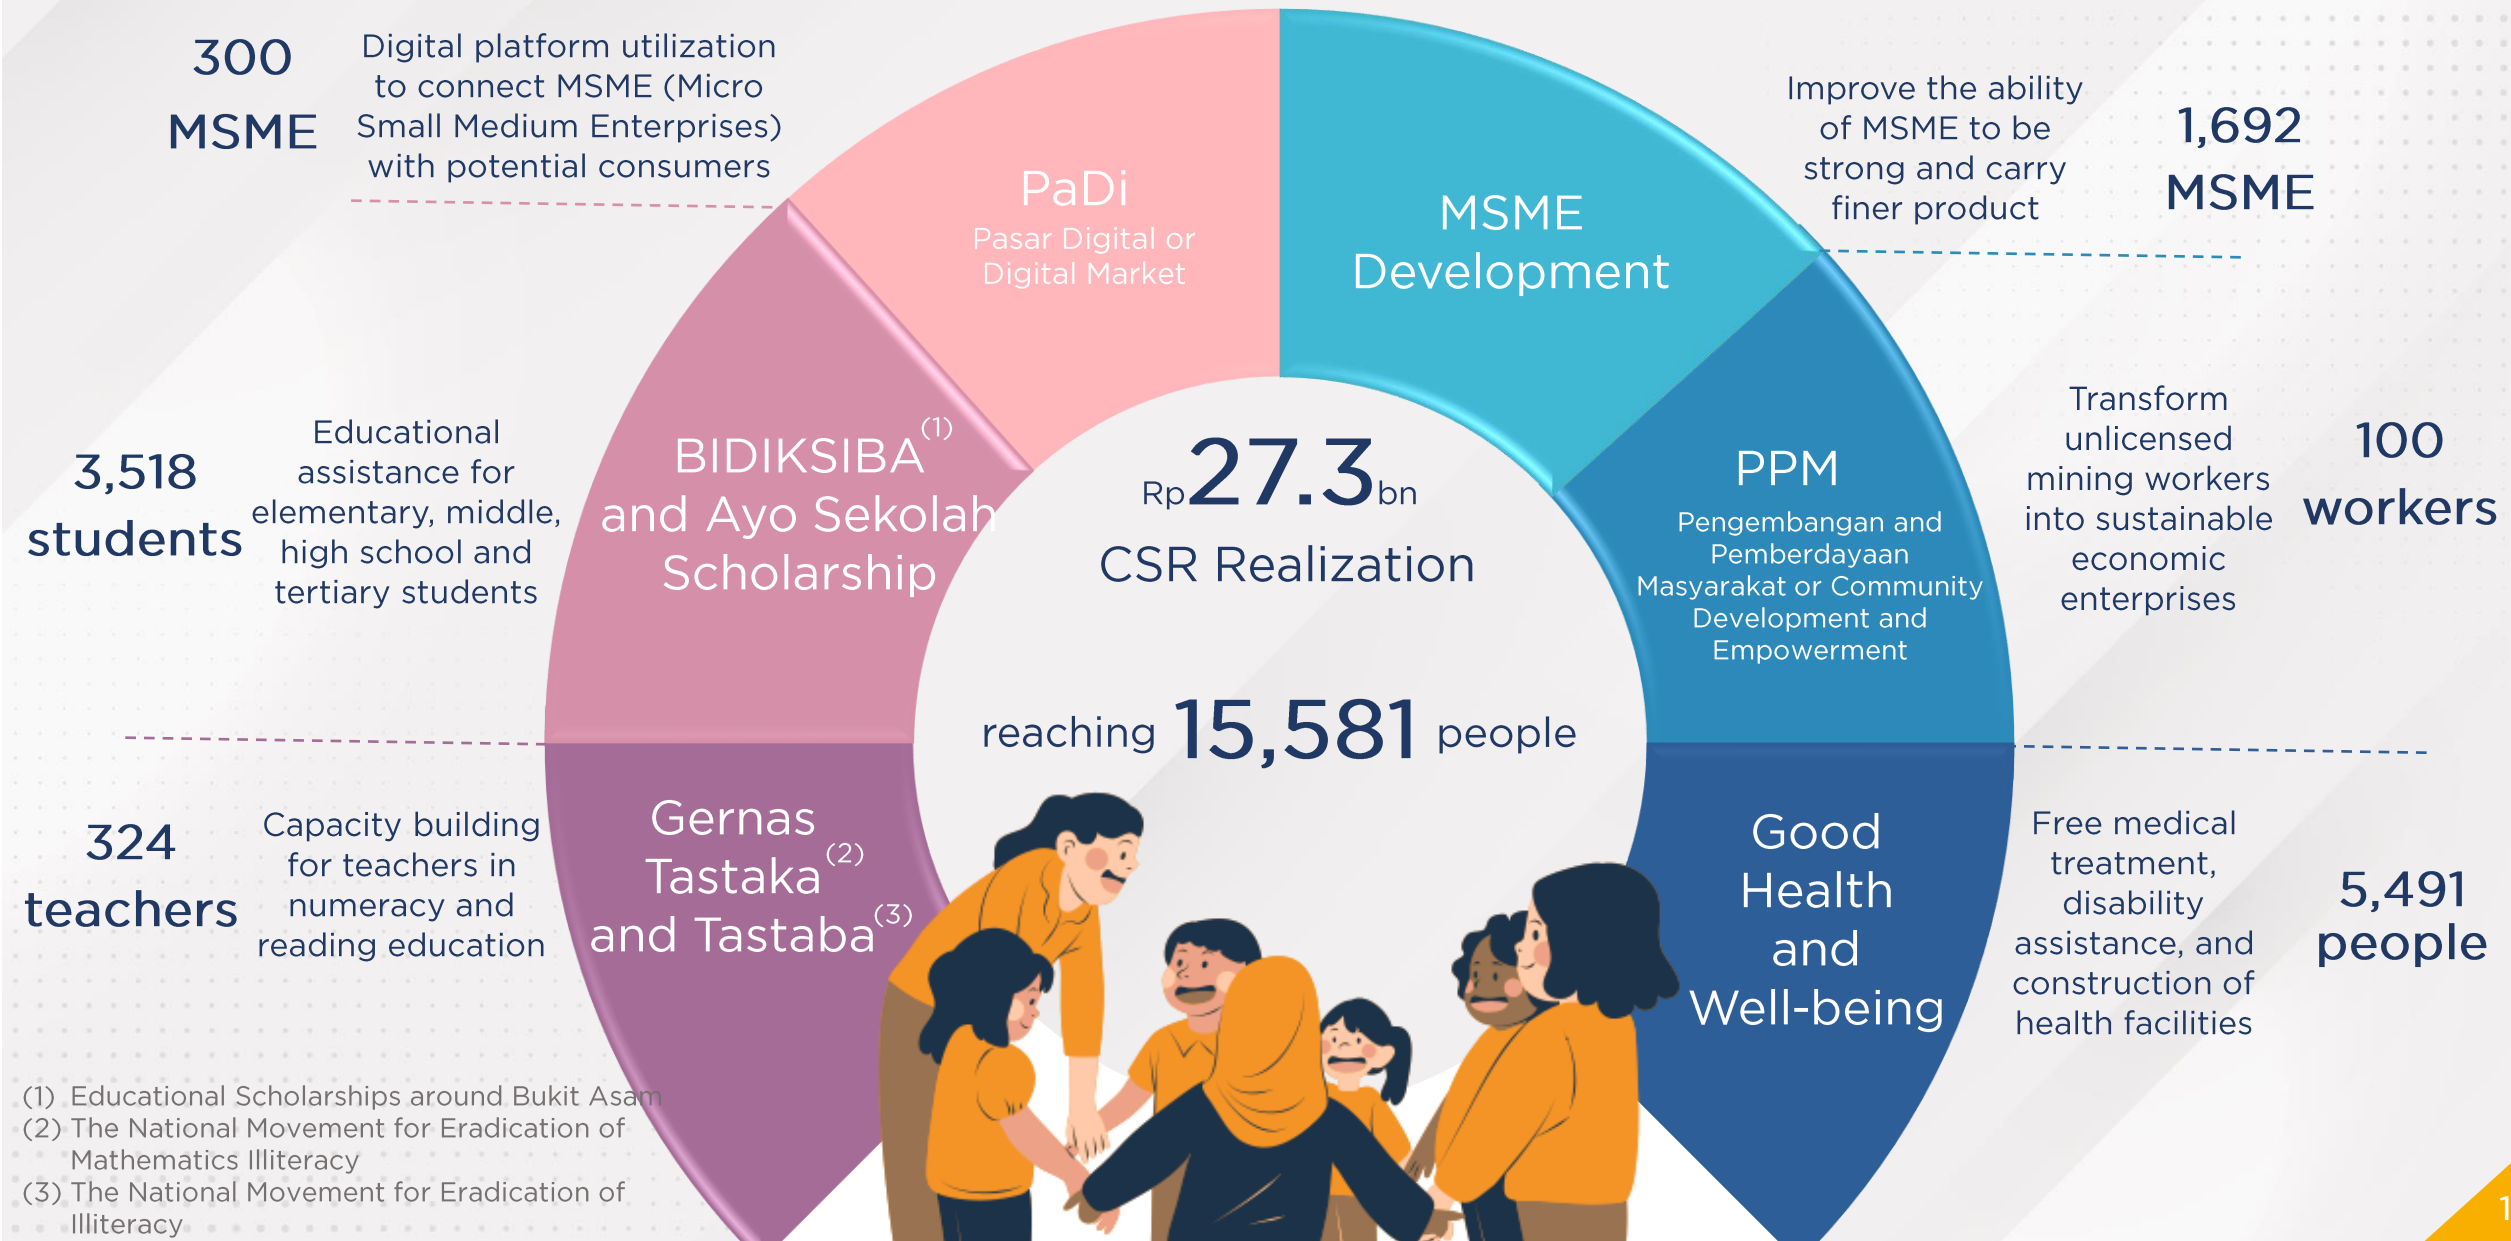 300
MSME
Digital platform utilization
to connect MSME (Micro
Small Medium Enterprises)
with potential consumers
PaDi
Pasar Digital or
Digital Market
MSME
Development
Improve the ability
of MSME to be
strong and carry
finer product
1,692
MSME
3,518
students
Educational
assistance for
elementary, middle,
high school and
tertiary students
BIDIKSIBA(1)
and Ayo Sekolah
Scholarship
Rp27.3bn
CSR Realization
reaching 15,581 people
PPM
Pengembangan and
Pemberdayaan
Masyarakat or Community
Development and
Empowerment
Transform
unlicensed
mining workers
into sustainable
economic
enterprises
100
workers
324
teachers
Capacity building
for teachers in
numeracy and
reading education
Gernas
Tastaka(2)
and Tastaba(3)
Good
Health
and
Well-being
Free medical
treatment,
disability
assistance, and
construction of
health facilities
5,491
people
(1) Educational Scholarships around Bukit Asam
(2) The National Movement for Eradication of
Mathematics Illiteracy
(3) The National Movement for Eradication of
Illiteracy